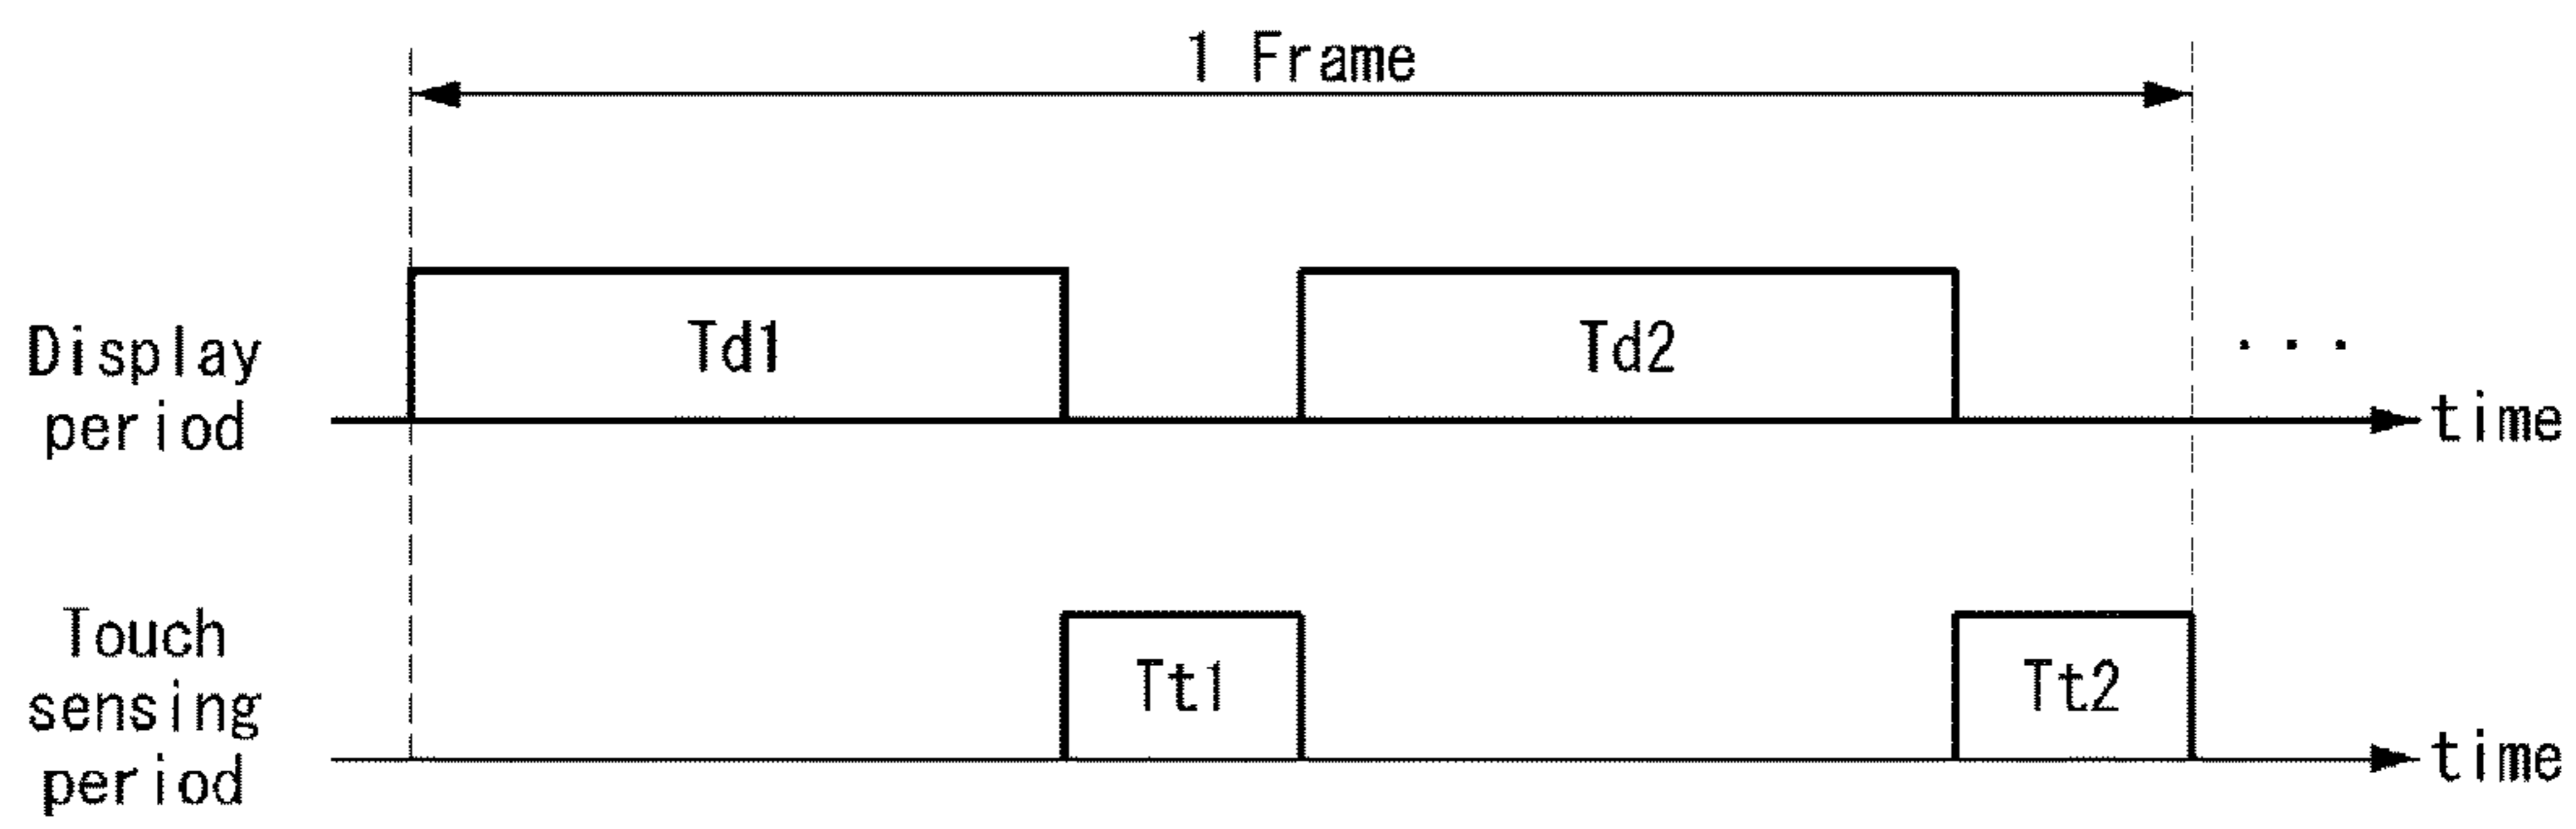 1 Frame
Display
period
Td1
Td2
...
time
Touch
sensing
period
Tt1
Tt2
time